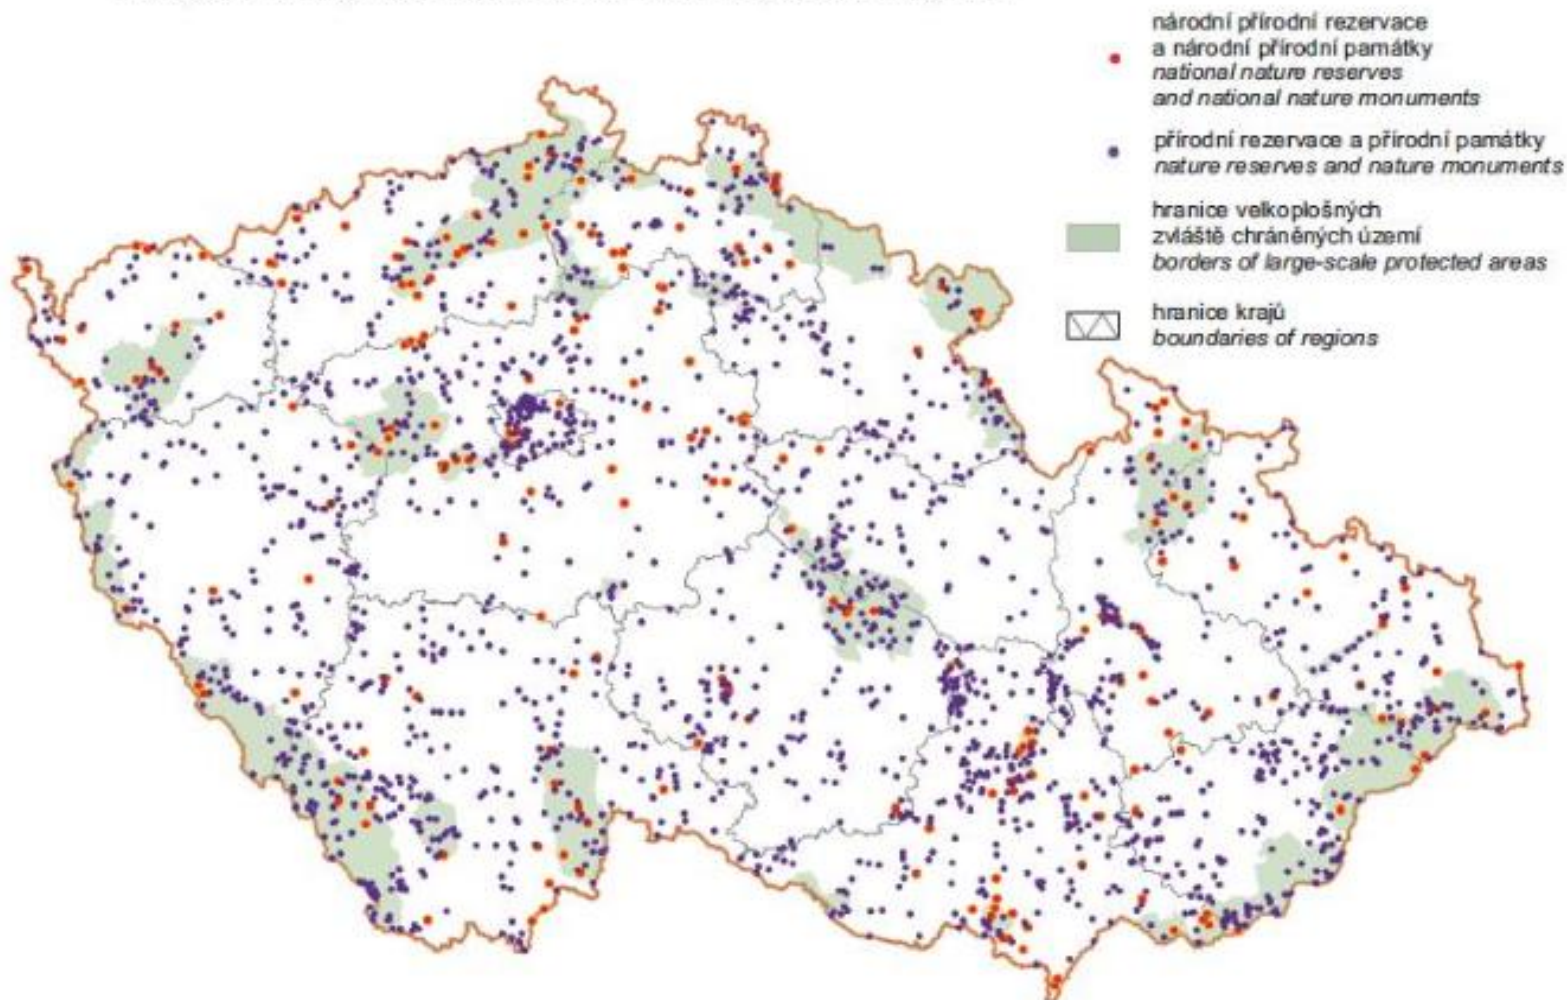 národní přírodní rezervace
a národní přírodní památky
national nature reserves
and national nature monuments
přírodní rezervace a přírodní památky
nature reserves and nature monuments
hranice velkoplošných
zvláště chráněných území
borders of large-scale protected areas
hranice krajů
boundaries of regions